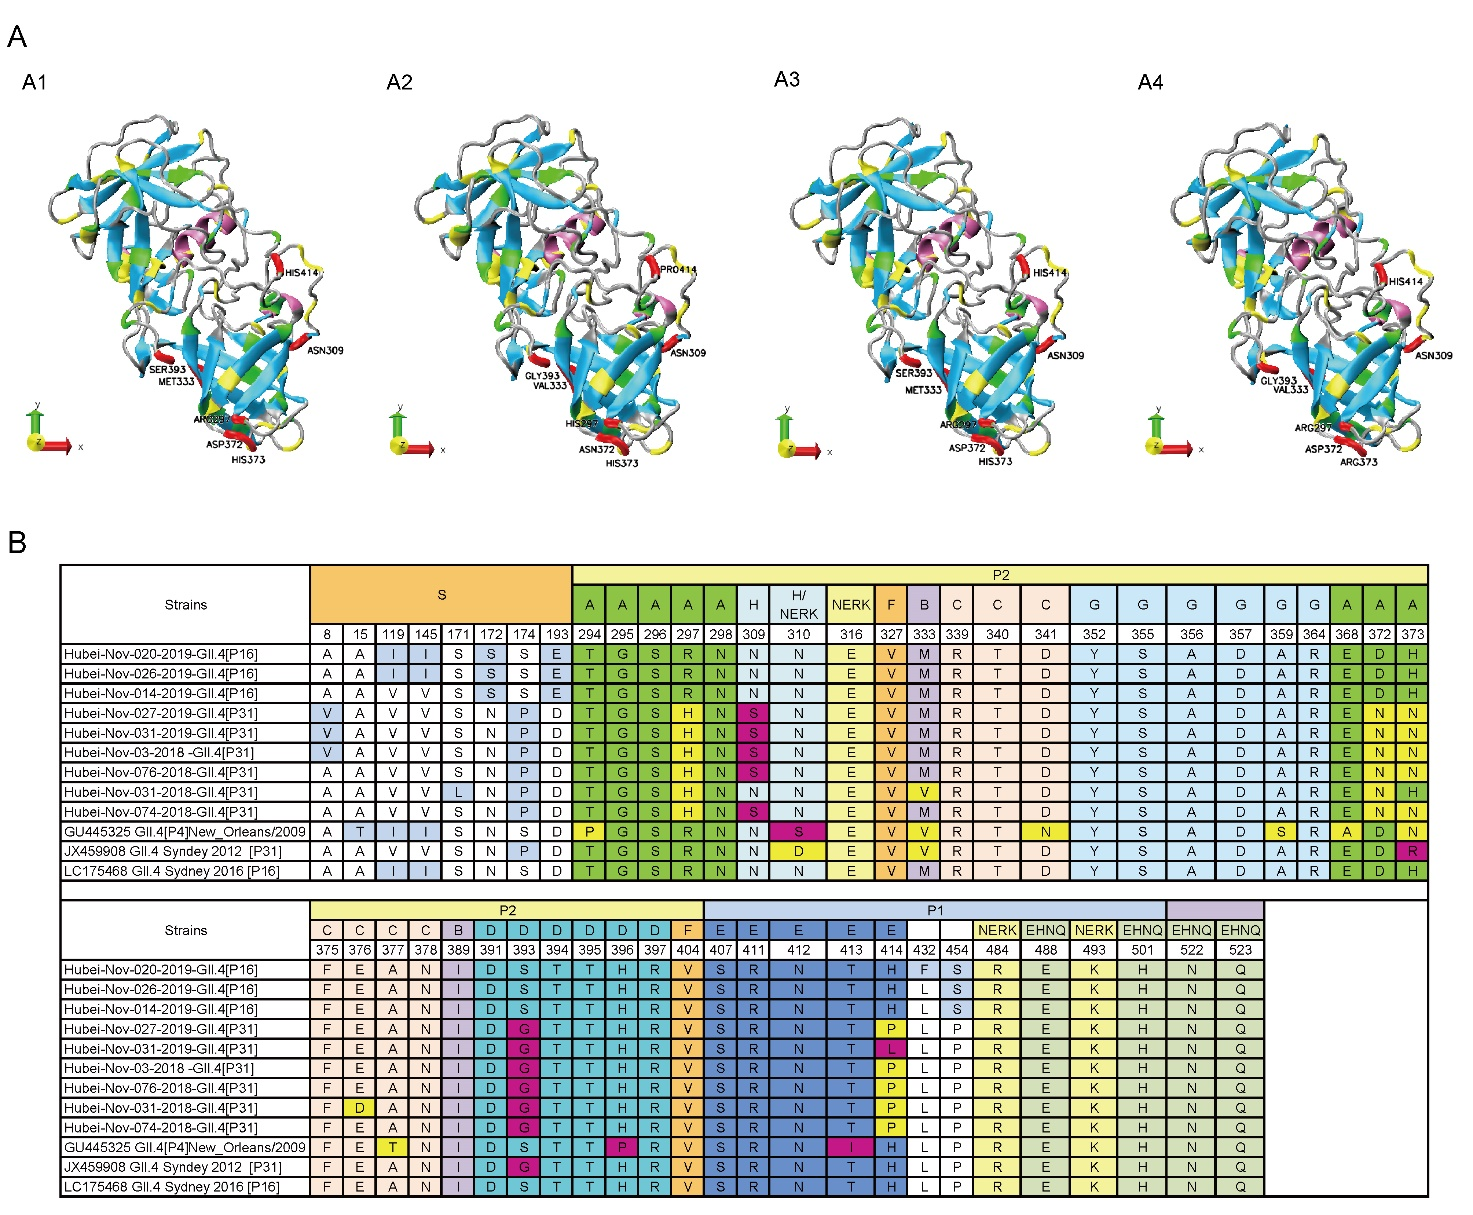 A
A1 A2 A3 A4
HIS414 PRO414 HIS414 HIS414
ASN309 ASN309 ASN309 ASN309
SER393 GLY393 SER393 GLY393
MET333 VAL333 MET333 VAL333
ARG297 HIS297 ARG297 ARG297
ASP372 ASN372 ASP372 ASP372
HIS373 HIS373 HIS373 ARG373
y y y y
z x z x z x z x
B
Strains S P2
A A A A A H H/NERK NERK F B C C C G G G G G G A A A
8 15 119 145 171 172 174 193 294 295 296 297 298 309 310 316 327 333 339 340 341 352 355 356 357 359 364 368 372 373
Hubei-Nov-020-2019-GII.4[P16] A A I I S S S E T G S R N N N E V M R T D Y S A D A R E D H
Hubei-Nov-026-2019-GII.4[P16] A A I I S S S E T G S R N N N E V M R T D Y S A D A R E D H
Hubei-Nov-014-2019-GII.4[P16] A A V V S S S E T G S R N N N E V M R T D Y S A D A R E D H
Hubei-Nov-027-2019-GII.4[P31] V A V V S N P D T G S H N S N E V M R T D Y S A D A R E N N
Hubei-Nov-031-2019-GII.4[P31] V A V V S N P D T G S H N S N E V M R T D Y S A D A R E N N
Hubei-Nov-03-2018 -GII.4[P31] V A V V S N P D T G S H N S N E V M R T D Y S A D A R E N N
Hubei-Nov-076-2018-GII.4[P31] A A V V S N P D T G S H N S N E V M R T D Y S A D A R E N N
Hubei-Nov-031-2018-GII.4[P31] A A V V L N P D T G S H N N N E V V R T D Y S A D A R E N H
Hubei-Nov-074-2018-GII.4[P31] A A V V S N P D T G S H N S N E V M R T D Y S A D A R E N N
GU445325 GII.4[P4]New_Orleans/2009 A T I I S N S D P G S R N N S E V V R T N Y S A D S R A D N
JX459908 GII.4 Syndey 2012 [P31] A A V V S N P D T G S R N N D E V V R T D Y S A D A R E D R
LC175468 GII.4 Sydney 2016 [P16] A A I I S N S D T G S R N N N E V M R T D Y S A D A R E D H
Strains P2 P1
C C C C B D D D D D D F E E E E E NERK EHNQ NERK EHNQ EHNQ EHNQ
375 376 377 378 389 391 393 394 395 396 397 404 407 411 412 413 414 432 454 484 488 493 501 522 523
Hubei-Nov-020-2019-GII.4[P16] F E A N I D S T T H R V S R N T H F S R E K H N Q
Hubei-Nov-026-2019-GII.4[P16] F E A N I D S T T H R V S R N T H L S R E K H N Q
Hubei-Nov-014-2019-GII.4[P16] F E A N I D S T T H R V S R N T H L S R E K H N Q
Hubei-Nov-027-2019-GII.4[P31] F E A N I D G T T H R V S R N T P L P R E K H N Q
Hubei-Nov-031-2019-GII.4[P31] F E A N I D G T T H R V S R N T L L P R E K H N Q
Hubei-Nov-03-2018 -GII.4[P31] F E A N I D G T T H R V S R N T P L P R E K H N Q
Hubei-Nov-076-2018-GII.4[P31] F E A N I D G T T H R V S R N T P L P R E K H N Q
Hubei-Nov-031-2018-GII.4[P31] F D A N I D G T T H R V S R N T P L P R E K H N Q
Hubei-Nov-074-2018-GII.4[P31] F E A N I D G T T H R V S R N T P L P R E K H N Q
GU445325 GII.4[P4]New_Orleans/2009 F E T N I D S T T P R V S R N I H L P R E K H N Q
JX459908 GII.4 Syndey 2012 [P31] F E A N I D G T T H R V S R N T H L P R E K H N Q
LC175468 GII.4 Sydney 2016 [P16] F E A N I D S T T H R V S R N T H L P R E K H N Q